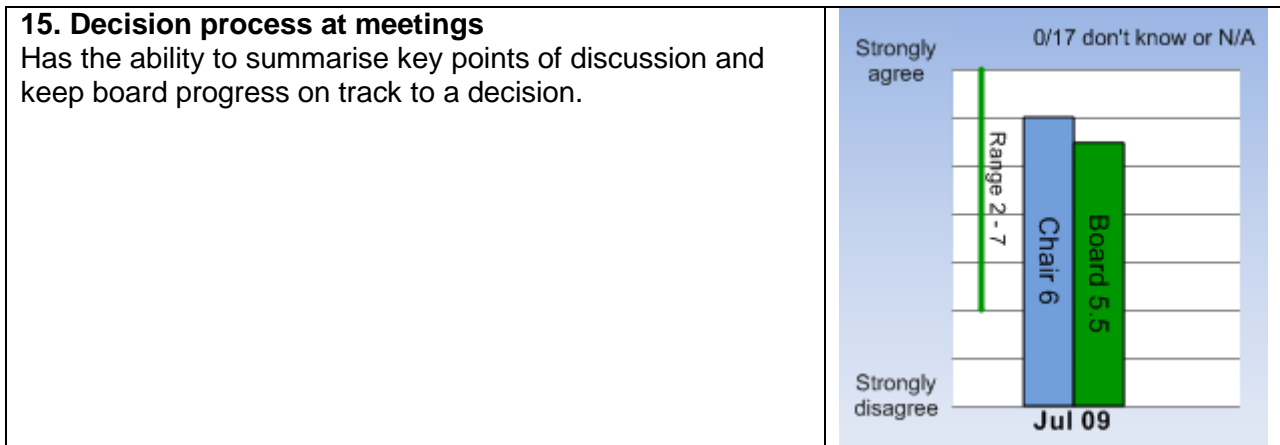 15. Decision process at meetings
Has the ability to summarise key points of discussion and
keep board progress on track to a decision.
0/17 don't know or N/A
Strongly
agree
Range 2 - 7
Chair 6
Board 5.5
Strongly
disagree
Jul 09